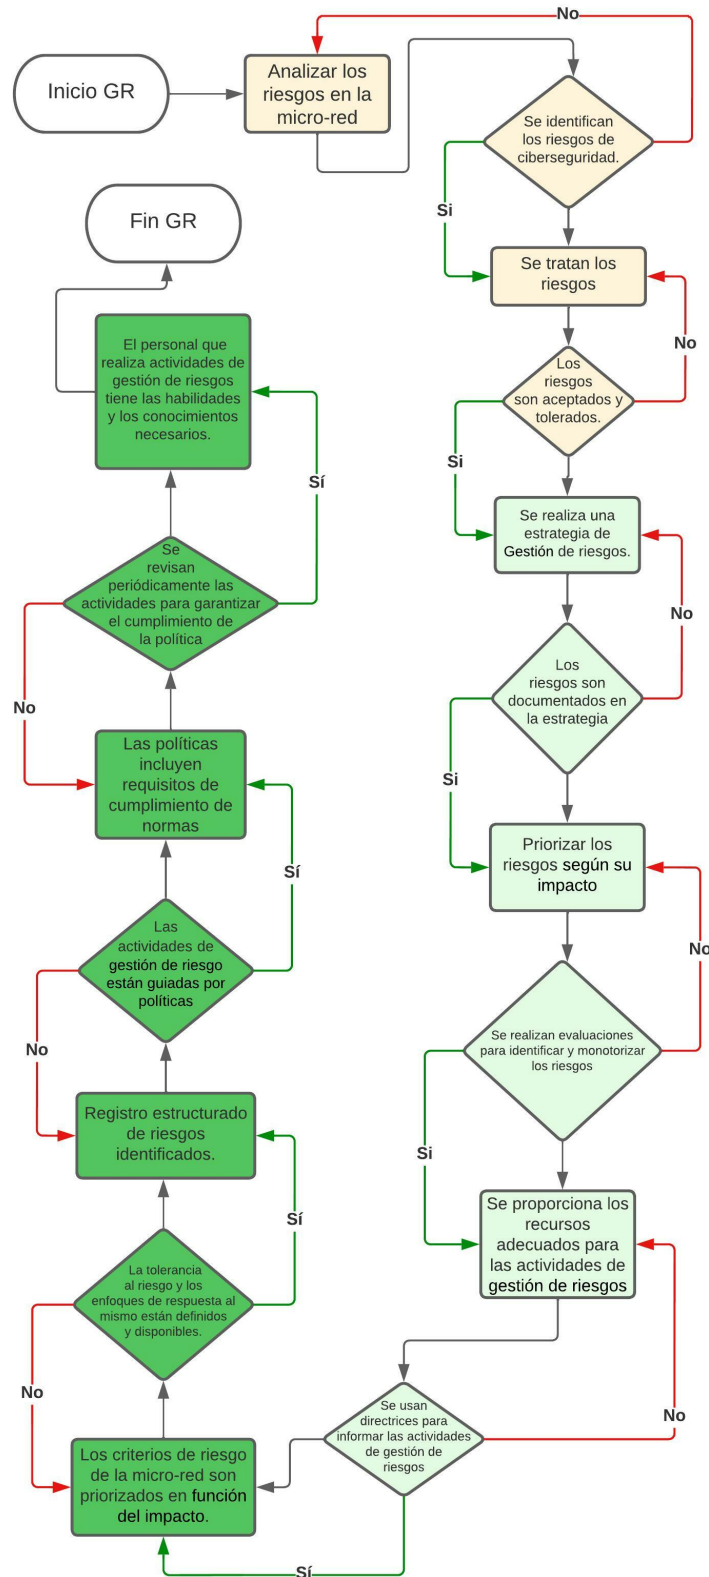 No
Inicio GR
Analizar los
riesgos en la
micro-red
Se identifican
los riesgos de
ciberseguridad.
Si
Se tratan los
riesgos
No
Los
riesgos
son aceptados y
tolerados.
Si
Se realiza una
estrategia de
Gestión de riesgos.
No
Los
riesgos son
documentados en
la estrategia
Si
Priorizar los
riesgos según su
impacto
No
Se realizan evaluaciones
para identificar y monotorizar
los riesgos
Si
Se proporciona los
recursos
adecuados para
las actividades de
gestión de riesgos
No
Se usan
directrices para
informar las actividades
de gestión de
riesgos
Sí
Los criterios de riesgo
de la micro-red son
priorizados en función
del impacto.
No
La tolerancia
al riesgo y los
enfoques de respuesta al
mismo están definidos
y disponibles.
Sí
Registro estructurado
de riesgos
identificados.
No
Las
actividades de
gestión de riesgo
están guiadas por
políticas
Sí
Las políticas
incluyen
requisitos de
cumplimiento de
normas
No
Se
revisan
periódicamente las
actividades para garantizar
el cumplimiento de
la política
Sí
El personal que
realiza actividades de
gestión de riesgos
tiene las habilidades
y los conocimientos
necesarios.
Fin GR